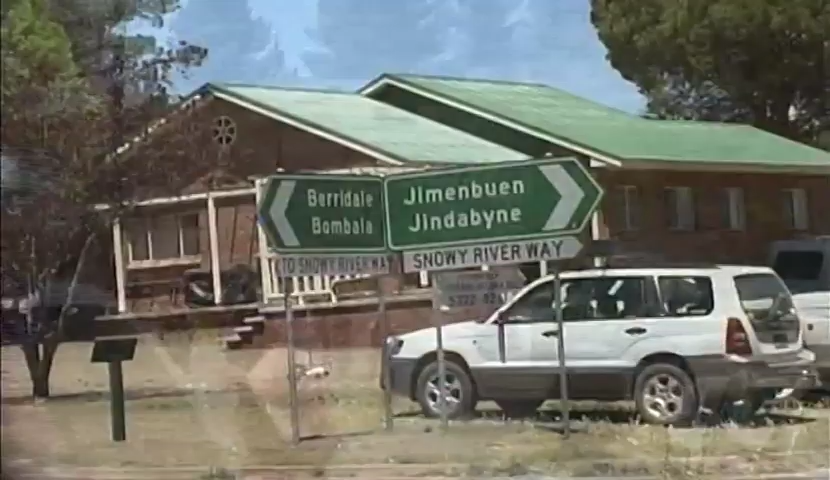 Berridale
Bombala
Jimenbuen
Jindabyne
TO SNOWY RIVER WAY
SNOWY RIVER WAY